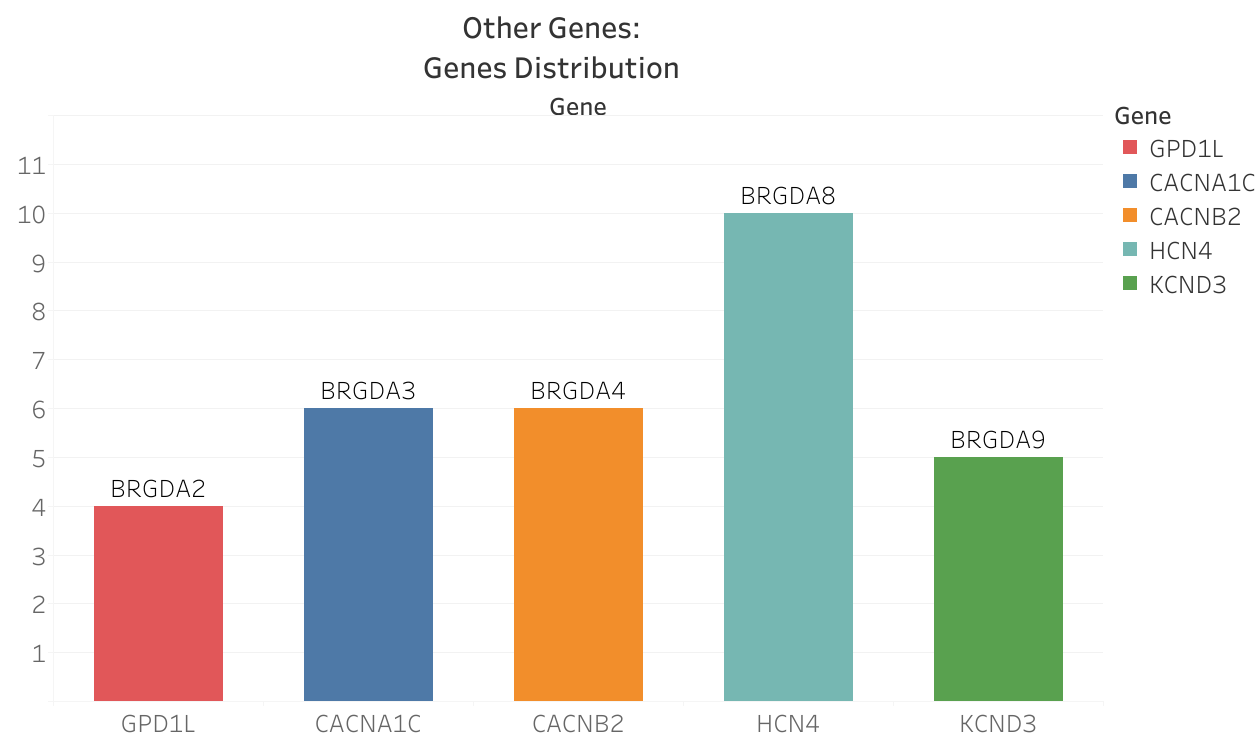 Other Genes:
Genes Distribution
Gene
11
10
9
8
7
6
5
4
3
2
1
BRGDA2
BRGDA3
BRGDA4
BRGDA8
BRGDA9
GPD1L
CACNA1C
CACNB2
HCN4
KCND3
Gene
GPD1L
CACNA1C
CACNB2
HCN4
KCND3